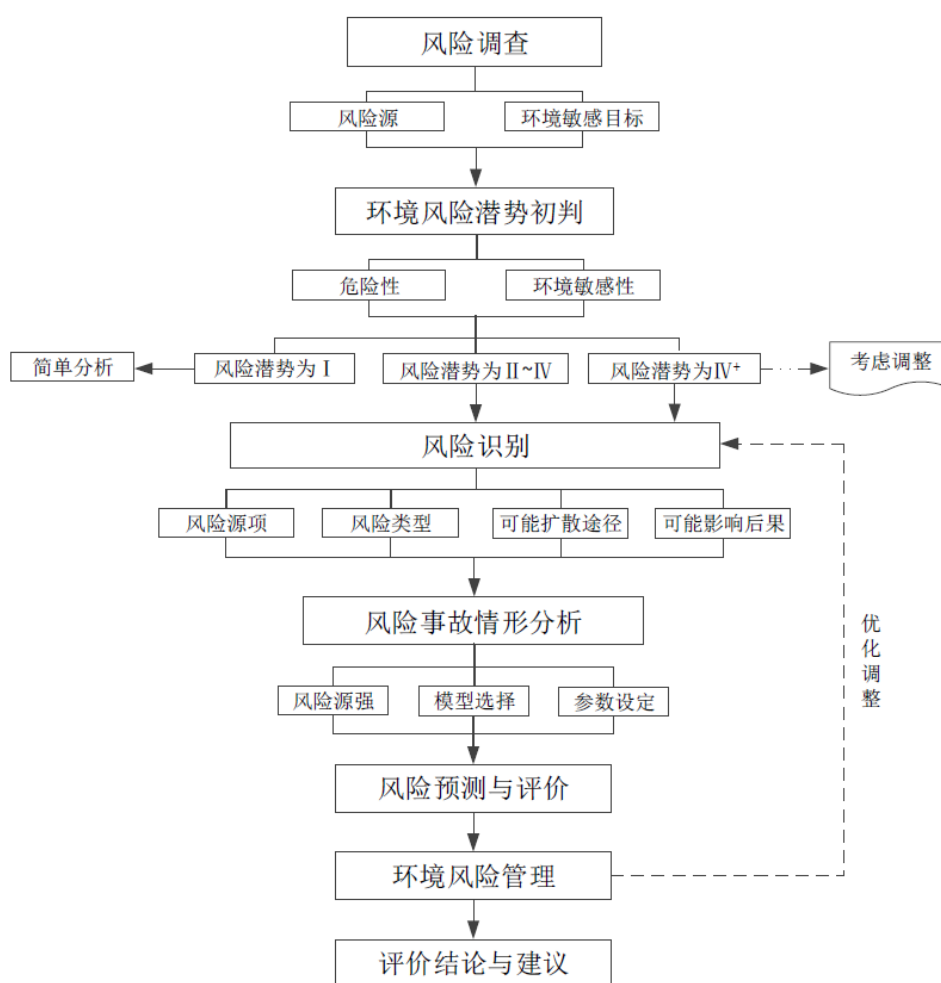 风险调查
风险源
环境敏感目标
环境风险潜势初判
危险性
环境敏感性
简单分析
风险潜势为Ⅰ
风险潜势为Ⅱ~Ⅳ
风险潜势为Ⅳ+
考虑调整
风险识别
风险源项
风险类型
可能扩散途径
可能影响后果
风险事故情形分析
优化调整
风险源强
模型选择
参数设定
风险预测与评价
环境风险管理
评价结论与建议